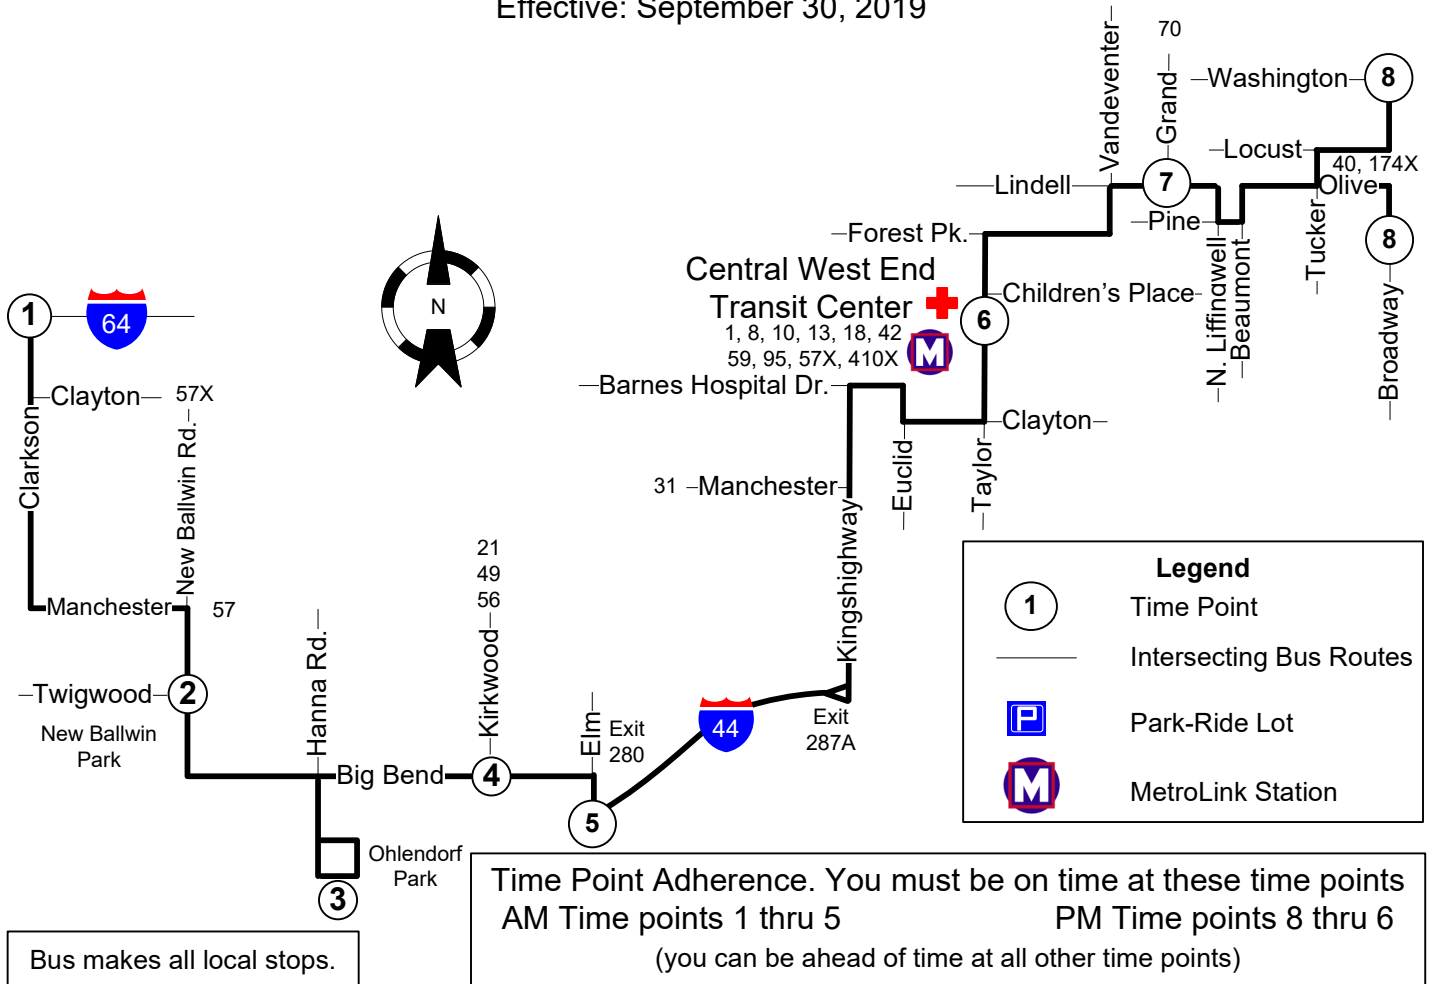 Effective: September 30, 2019
70
Vandeventer
Grand
Washington
8
Locust
40, 174X
Lindell
7
Olive
Pine
8
Forest Pk.
Tucker
N. Liffingwell
Beaumont
Broadway
Central West End
Transit Center
Children's Place
6
1, 8, 10, 13, 18, 42
59, 95, 57X, 410X
M
Barnes Hospital Dr.
Clayton
Euclid
Taylor
31
Manchester
Kingshighway
N
1
64
Clayton
57X
Clarkson
New Ballwin Rd.
Manchester
57
Twigwood
2
New Ballwin
Park
Hanna Rd.
21
49
56
Kirkwood
Big Bend
4
Elm
Exit
280
5
44
Exit
287A
Ohlendorf
Park
3
Legend
1
Time Point
Intersecting Bus Routes
P
Park-Ride Lot
M
MetroLink Station
Time Point Adherence. You must be on time at these time points
AM Time points 1 thru 5
PM Time points 8 thru 6
(you can be ahead of time at all other time points)
Bus makes all local stops.